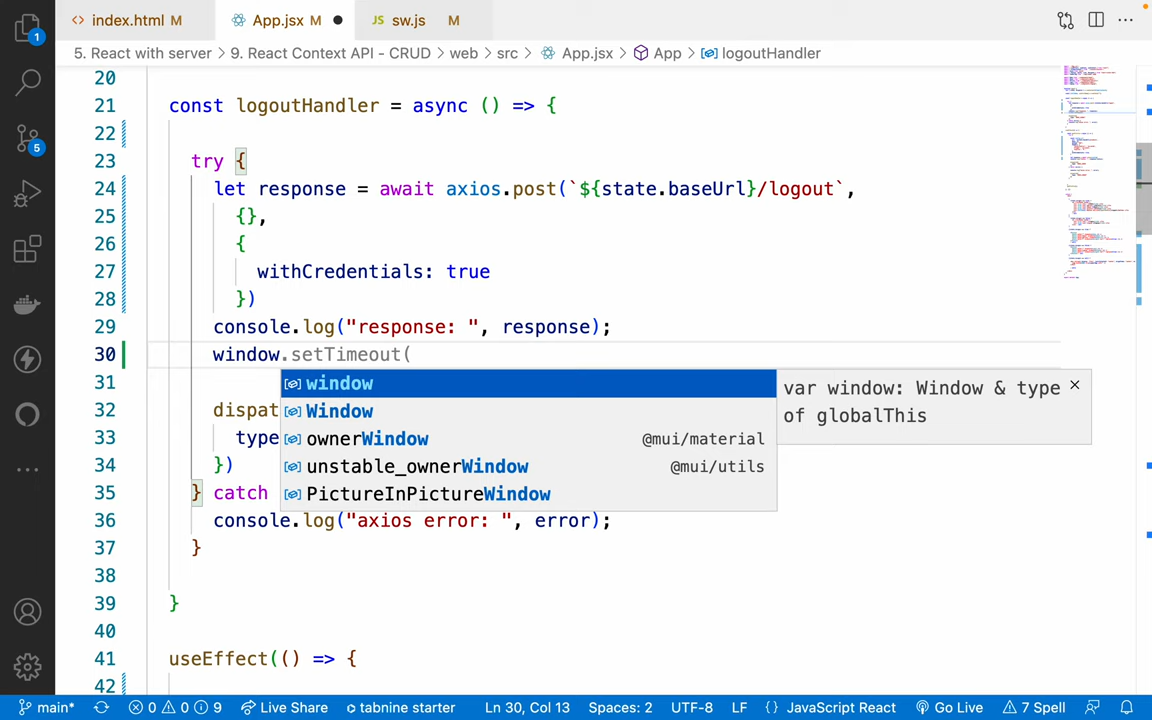 index.html M
App.jsx M
JS sw.js M
5. React with server > 9. React Context API - CRUD > web > src > App.jsx > App > logoutHandler
20
21 const logoutHandler = async () => {
22
23 try {
24 let response = await axios.post(`${state.baseUrl}/logout`,
25 {},
26 {
27 withCredentials: true
28 })
29 console.log("response: ", response);
30 window.setTimeout(
31
32 dispat
33 type
34 })
35 } catch
36 console.log("axios error: ", error);
37 }
38
39 }
40
41 useEffect(() => {
42
window
Window
ownerWindow @mui/material
unstable_ownerWindow @mui/utils
PictureInPictureWindow
var window: Window & type
of globalThis
1
5
main* 0 0 9 Live Share tabnine starter Ln 30, Col 13 Spaces: 2 UTF-8 LF {} JavaScript React Go Live 7 Spell